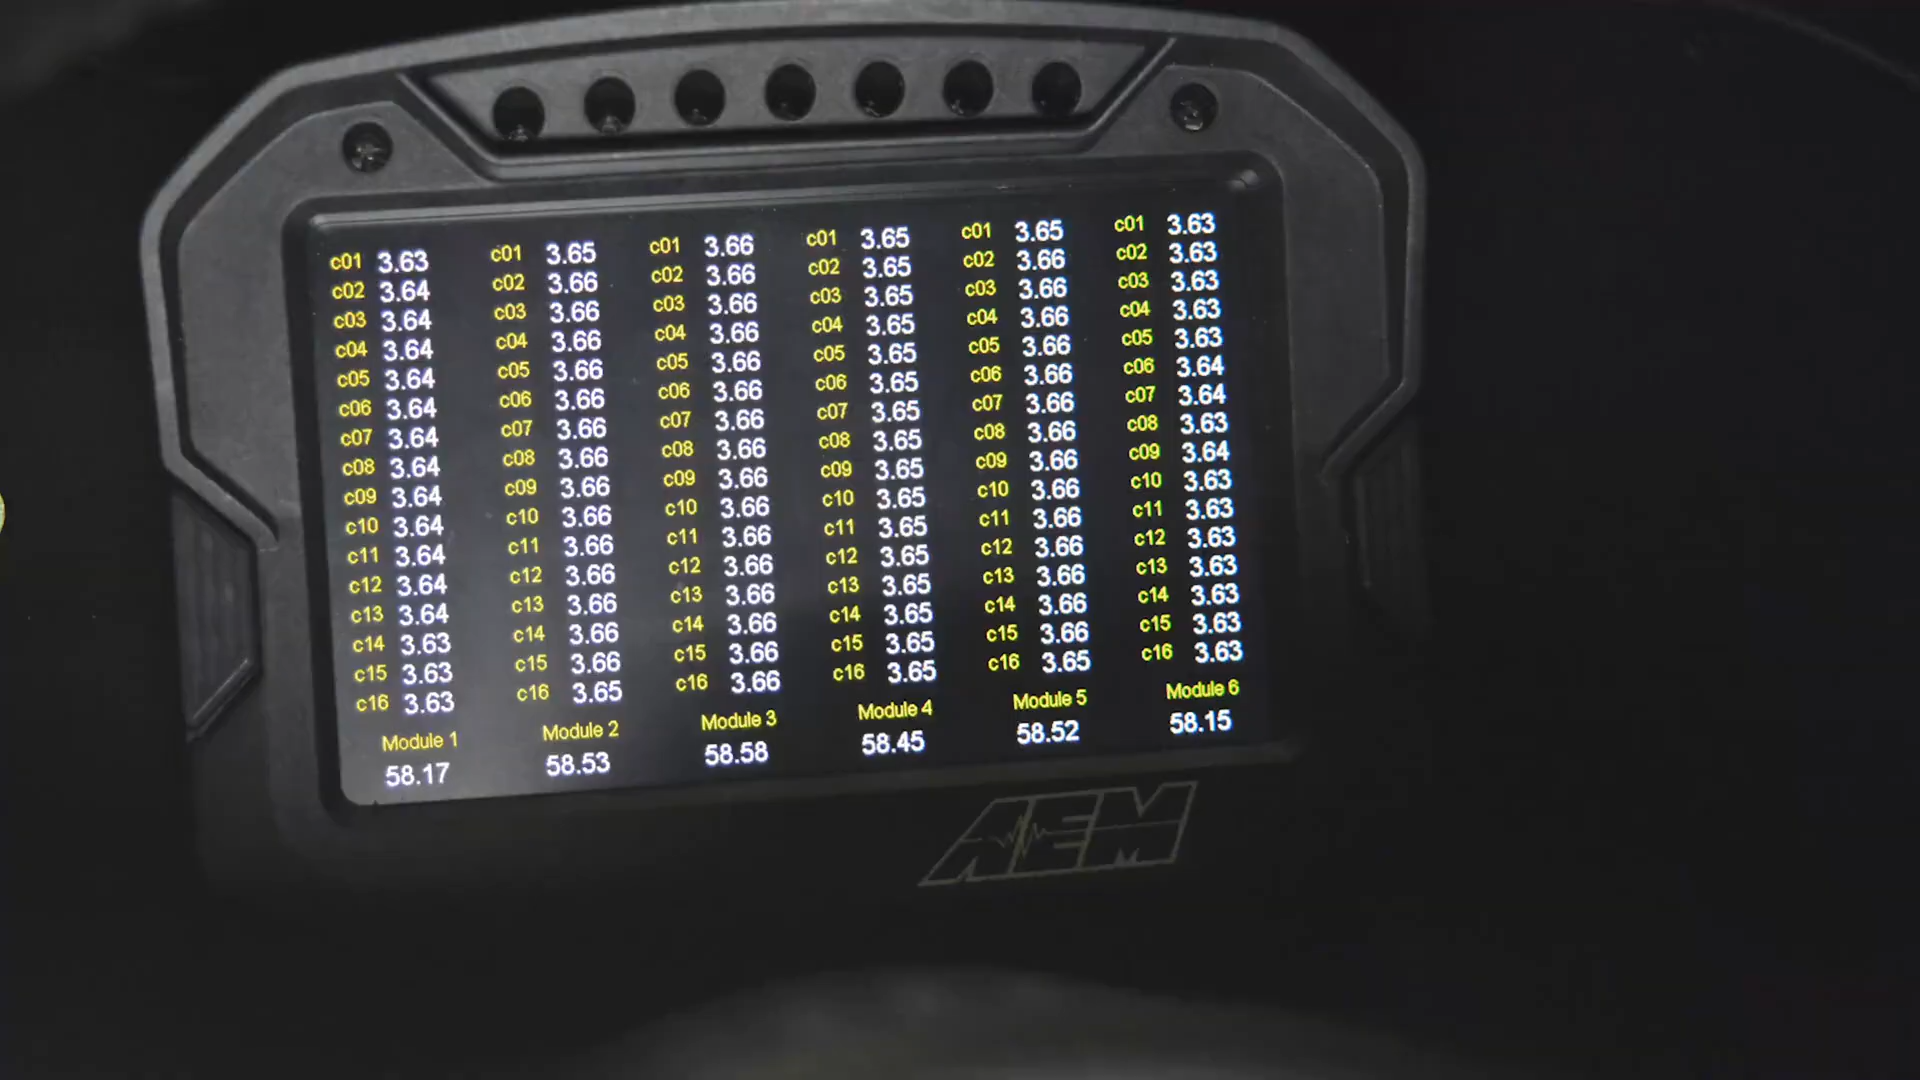 c01 3.63 c01 3.65 c01 3.66 c01 3.65 c01 3.65 c01 3.63
c02 3.64 c02 3.66 c02 3.66 c02 3.65 c02 3.66 c02 3.63
c03 3.64 c03 3.66 c03 3.66 c03 3.65 c03 3.66 c03 3.63
c04 3.64 c04 3.66 c04 3.66 c04 3.65 c04 3.66 c04 3.63
c05 3.64 c05 3.66 c05 3.66 c05 3.65 c05 3.66 c05 3.63
c06 3.64 c06 3.66 c06 3.66 c06 3.65 c06 3.66 c06 3.64
c07 3.64 c07 3.66 c07 3.66 c07 3.65 c07 3.66 c07 3.64
c08 3.64 c08 3.66 c08 3.66 c08 3.65 c08 3.66 c08 3.63
c09 3.64 c09 3.66 c09 3.66 c09 3.65 c09 3.66 c09 3.64
c10 3.64 c10 3.66 c10 3.66 c10 3.65 c10 3.66 c10 3.63
c11 3.64 c11 3.66 c11 3.66 c11 3.65 c11 3.66 c11 3.63
c12 3.64 c12 3.66 c12 3.66 c12 3.65 c12 3.66 c12 3.63
c13 3.64 c13 3.66 c13 3.66 c13 3.65 c13 3.66 c13 3.63
c14 3.63 c14 3.66 c14 3.66 c14 3.65 c14 3.66 c14 3.63
c15 3.63 c15 3.66 c15 3.66 c15 3.65 c15 3.66 c15 3.63
c16 3.63 c16 3.65 c16 3.66 c16 3.65 c16 3.65 c16 3.63
Module 1 Module 2 Module 3 Module 4 Module 5 Module 6
58.17 58.53 58.58 58.45 58.52 58.15
AEM